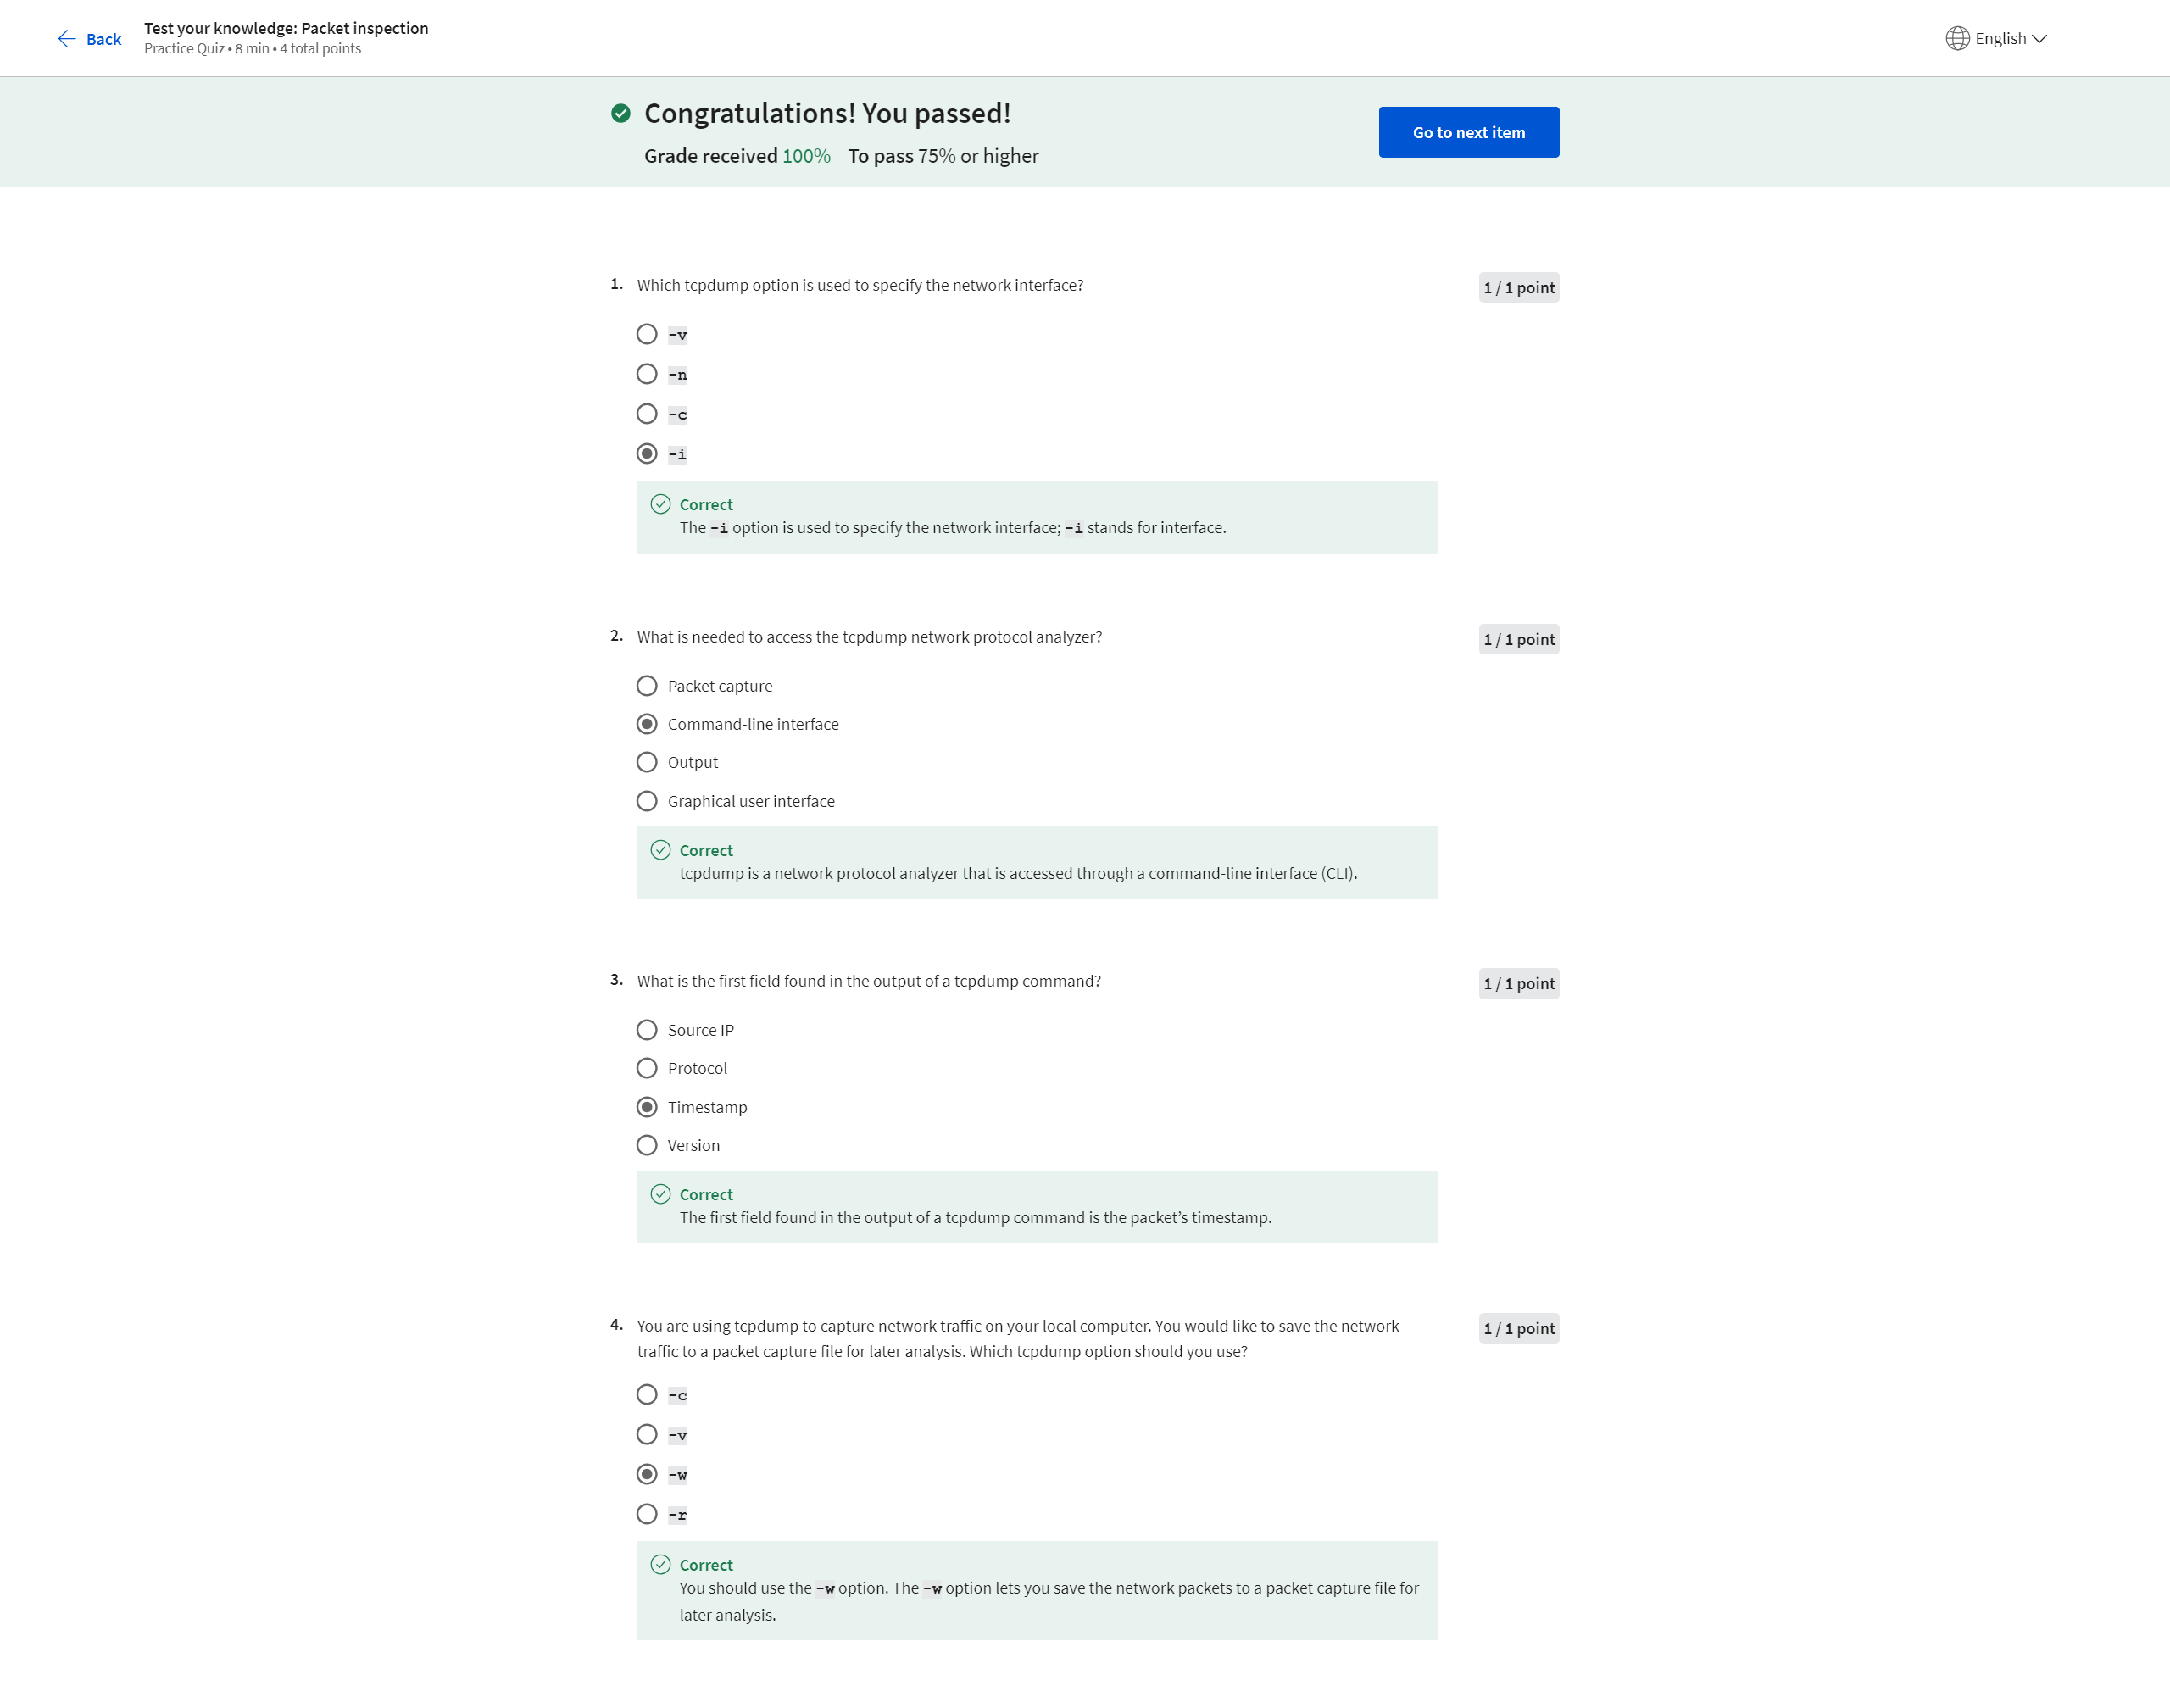 Back
Test your knowledge: Packet inspection
Practice Quiz • 8 min • 4 total points
English
Congratulations! You passed!
Grade received 100% To pass 75% or higher
Go to next item
1. Which tcpdump option is used to specify the network interface?
1 / 1 point
-v
-n
-c
-i
Correct
The -i option is used to specify the network interface; -i stands for interface.
2. What is needed to access the tcpdump network protocol analyzer?
1 / 1 point
Packet capture
Command-line interface
Output
Graphical user interface
Correct
tcpdump is a network protocol analyzer that is accessed through a command-line interface (CLI).
3. What is the first field found in the output of a tcpdump command?
1 / 1 point
Source IP
Protocol
Timestamp
Version
Correct
The first field found in the output of a tcpdump command is the packet’s timestamp.
4. You are using tcpdump to capture network traffic on your local computer. You would like to save the network
traffic to a packet capture file for later analysis. Which tcpdump option should you use?
1 / 1 point
-c
-v
-w
-r
Correct
You should use the -w option. The -w option lets you save the network packets to a packet capture file for
later analysis.